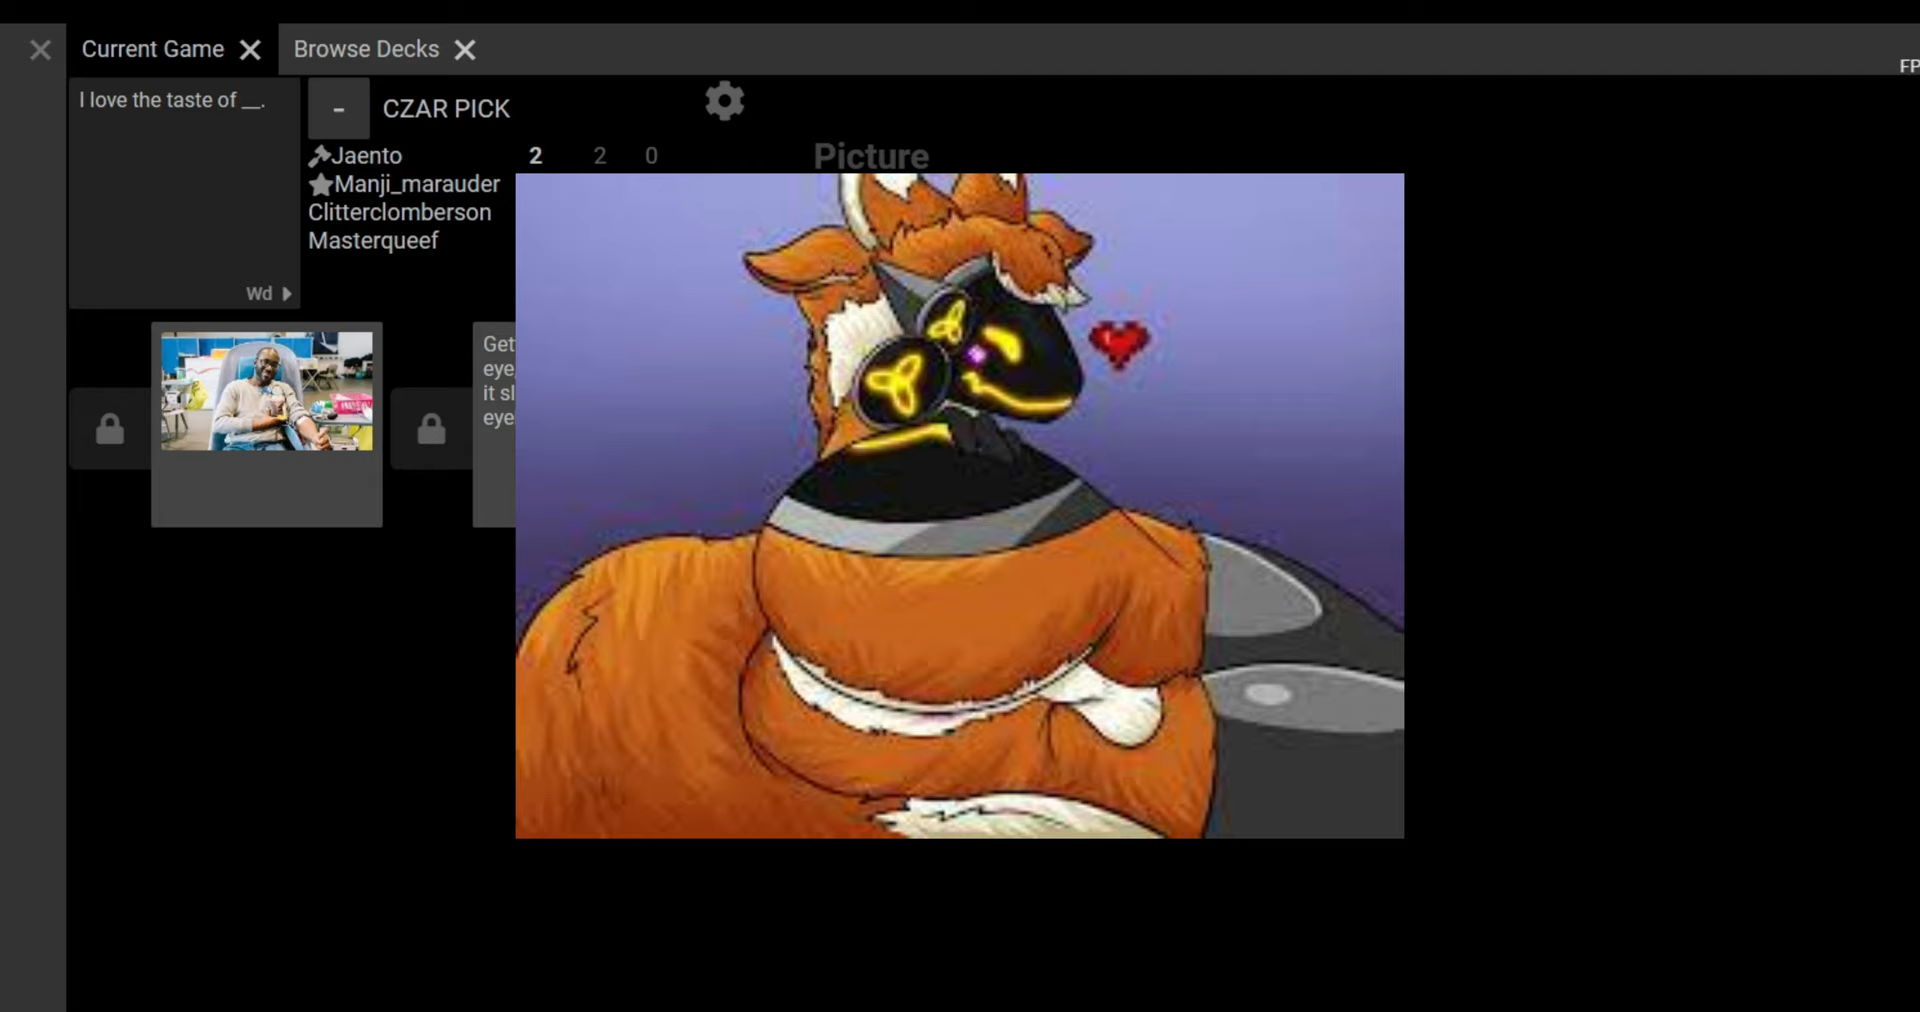 Current Game
Browse Decks
FP
I love the taste of __.
-
CZAR PICK
Jaento
2 2 0
Picture
Manji_marauder
Clitterclomberson
Masterqueef
Wd
Get
eye
it sl
eye